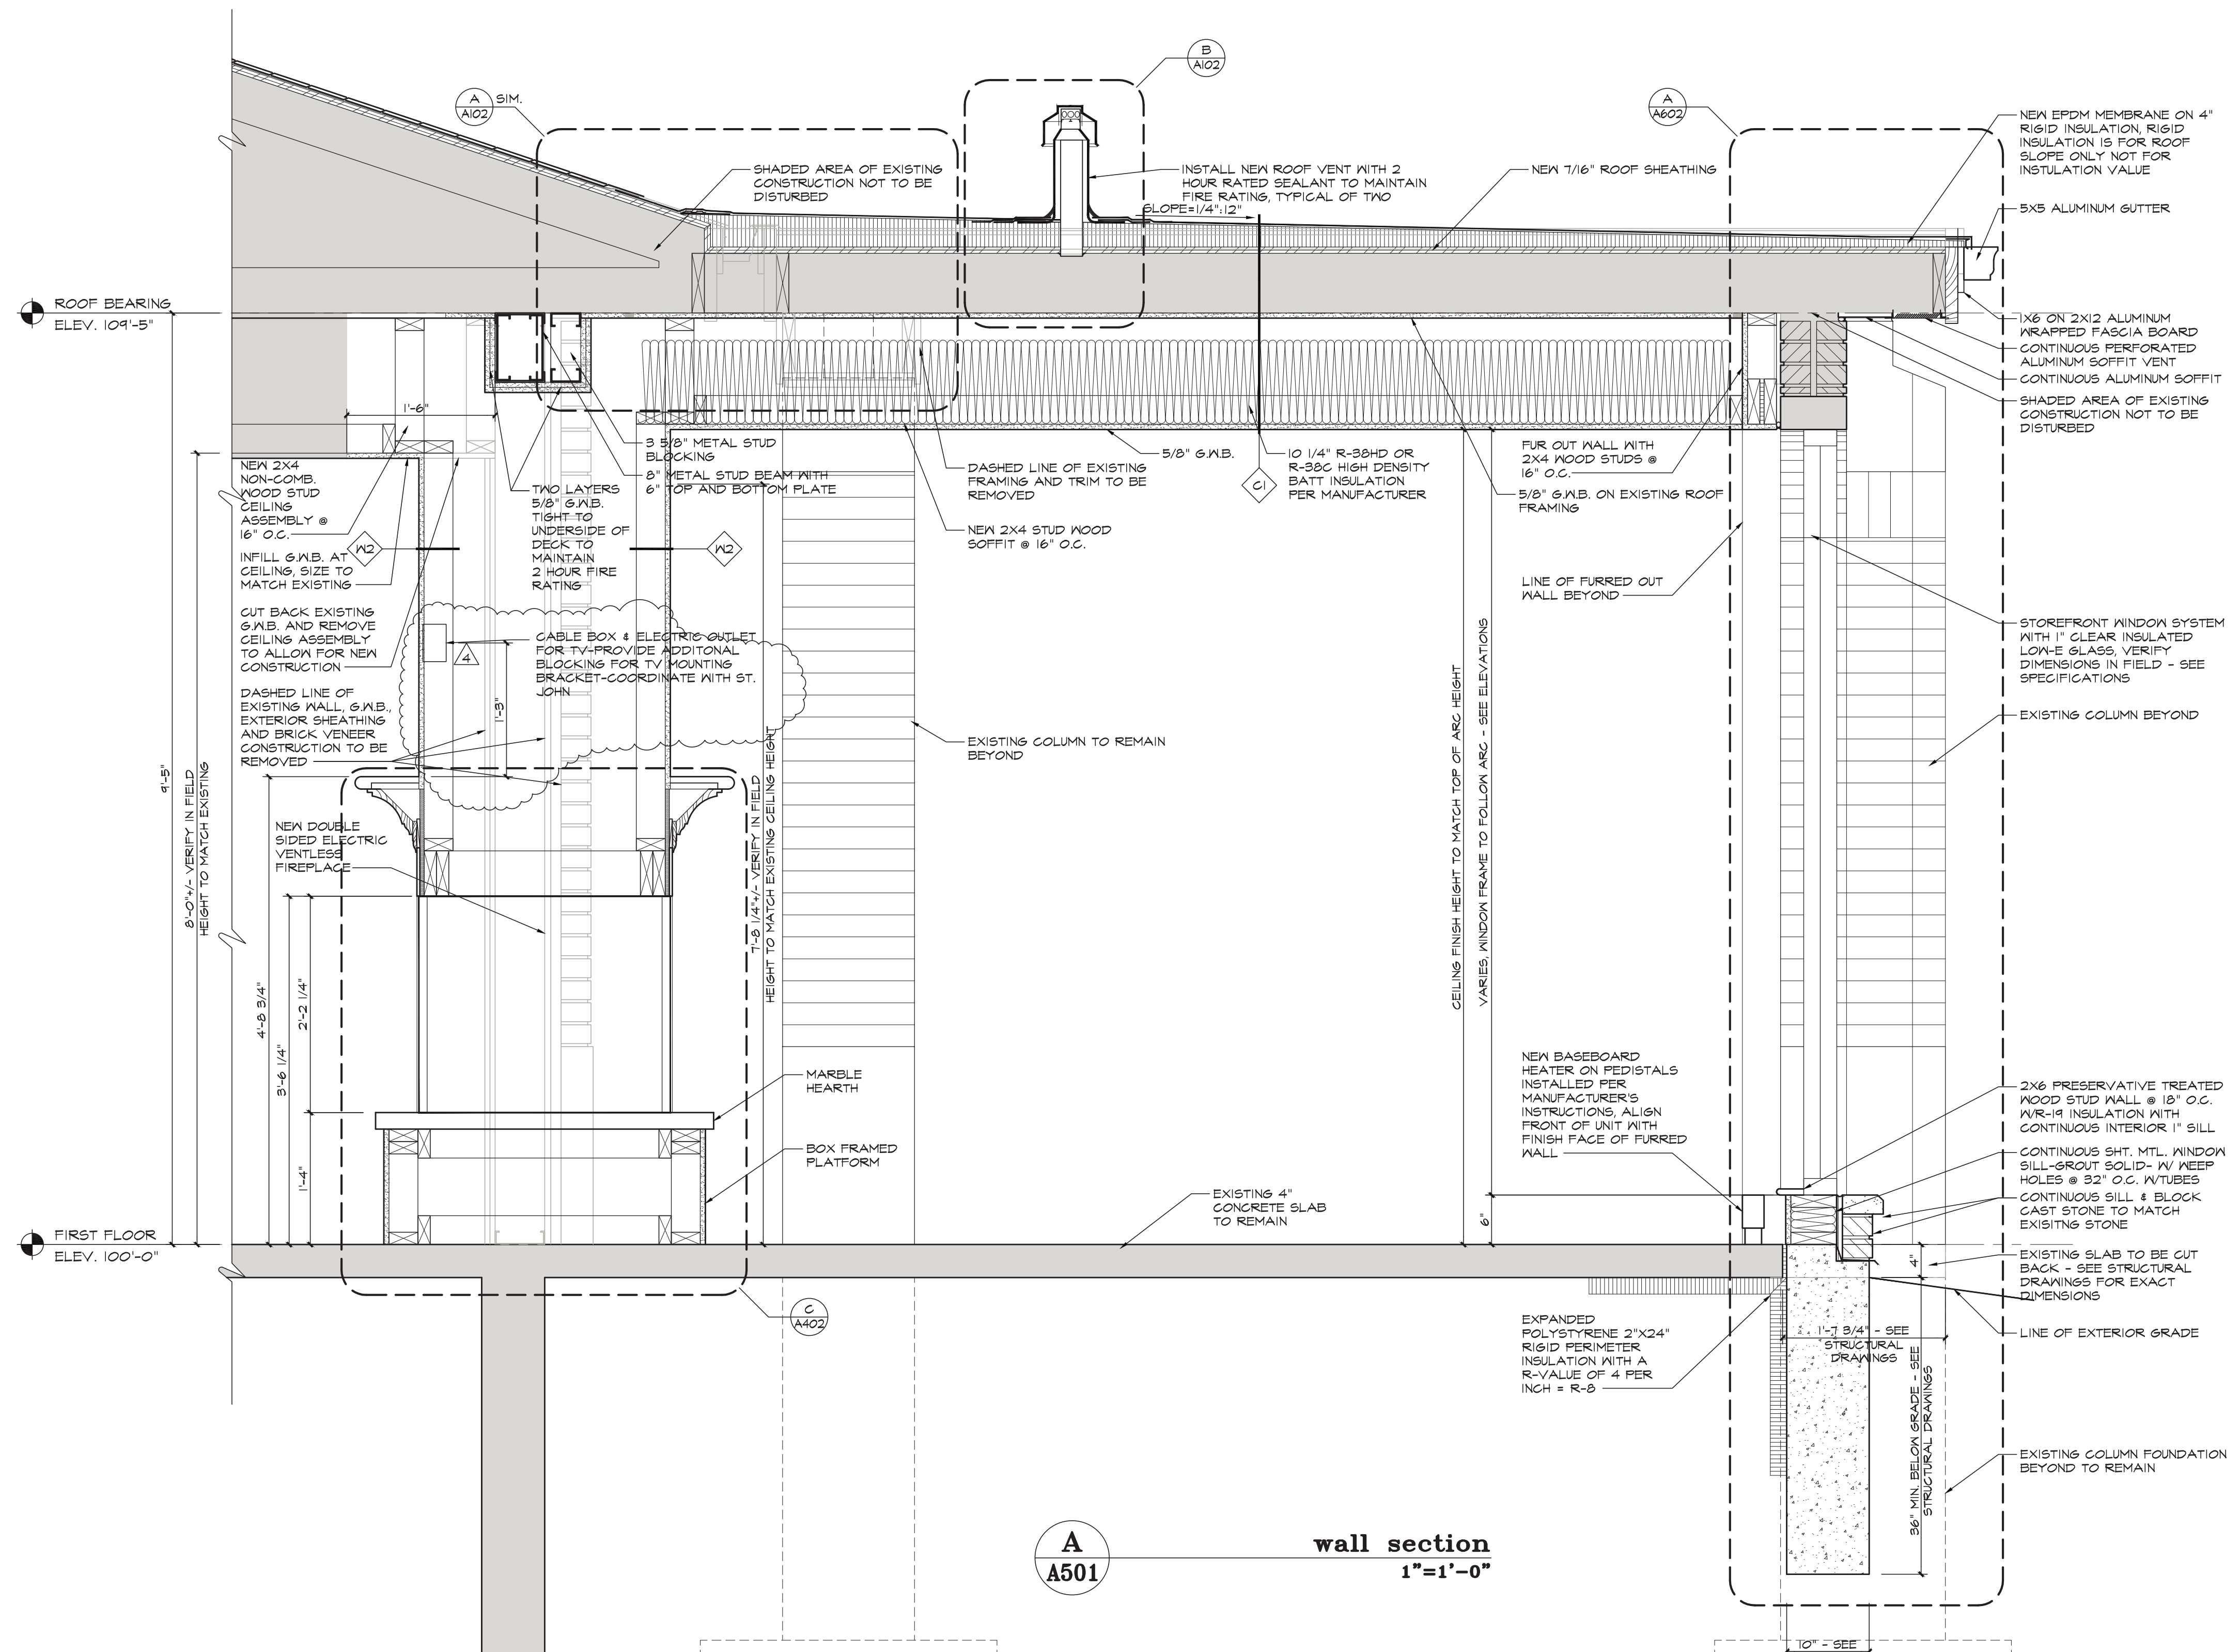 B
A102
A
A102
SIM.
A
A602
NEW EPDM MEMBRANE ON 4"
RIGID INSULATION, RIGID
INSULATION IS FOR ROOF
SLOPE ONLY NOT FOR
INSTULATION VALUE
SHADED AREA OF EXISTING
CONSTRUCTION NOT TO BE
DISTURBED
INSTALL NEW ROOF VENT WITH 2
HOUR RATED SEALANT TO MAINTAIN
FIRE RATING, TYPICAL OF TWO
SLOPE=1/4":12"
NEW 7/16" ROOF SHEATHING
5X5 ALUMINUM GUTTER
ROOF BEARING
ELEV. 109'-5"
1X6 ON 2X12 ALUMINUM
WRAPPED FASCIA BOARD
CONTINUOUS PERFORATED
ALUMINUM SOFFIT VENT
CONTINUOUS ALUMINUM SOFFIT
SHADED AREA OF EXISTING
CONSTRUCTION NOT TO BE
DISTURBED
1'-6"
3 5/8" METAL STUD
BLOCKING
8" METAL STUD BEAM WITH
6" TOP AND BOTTOM PLATE
TWO LAYERS
5/8" G.W.B.
TIGHT TO
UNDERSIDE OF
DECK TO
MAINTAIN
2 HOUR FIRE
RATING
DASHED LINE OF EXISTING
FRAMING AND TRIM TO BE
REMOVED
5/8" G.W.B.
C1
10 1/4" R-38HD OR
R-38C HIGH DENSITY
BATT INSULATION
PER MANUFACTURER
FUR OUT WALL WITH
2X4 WOOD STUDS @
16" O.C.
5/8" G.W.B. ON EXISTING ROOF
FRAMING
NEW 2X4
NON-COMB.
WOOD STUD
CEILING
ASSEMBLY @
16" O.C.
W2
W2
NEW 2X4 STUD WOOD
SOFFIT @ 16" O.C.
INFILL G.W.B. AT
CEILING, SIZE TO
MATCH EXISTING
LINE OF FURRED OUT
WALL BEYOND
CUT BACK EXISTING
G.W.B. AND REMOVE
CEILING ASSEMBLY
TO ALLOW FOR NEW
CONSTRUCTION
4
CABLE BOX & ELECTRIC OUTLET
FOR TV-PROVIDE ADDITONAL
BLOCKING FOR TV MOUNTING
BRACKET-COORDINATE WITH ST.
JOHN
1'-3"
STOREFRONT WINDOW SYSTEM
WITH 1" CLEAR INSULATED
LOW-E GLASS, VERIFY
DIMENSIONS IN FIELD - SEE
SPECIFICATIONS
DASHED LINE OF
EXISTING WALL, G.W.B.,
EXTERIOR SHEATHING
AND BRICK VENEER
CONSTRUCTION TO BE
REMOVED
EXISTING COLUMN TO REMAIN
BEYOND
EXISTING COLUMN BEYOND
9'-5"
8'-0"+/- VERIFY IN FIELD
HEIGHT TO MATCH EXISTING
4'-8 3/4"
3'-6 1/4"
2'-2 1/4"
1'-4"
7'-8 1/4"+/- VERIFY IN FIELD
HEIGHT TO MATCH EXISTING CEILING HEIGHT
CEILING FINISH HEIGHT TO MATCH TOP OF ARC HEIGHT
VARIES, WINDOW FRAME TO FOLLOW ARC - SEE ELEVATIONS
6"
NEW DOUBLE
SIDED ELECTRIC
VENTLESS
FIREPLACE
MARBLE
HEARTH
BOX FRAMED
PLATFORM
EXISTING 4"
CONCRETE SLAB
TO REMAIN
NEW BASEBOARD
HEATER ON PEDISTALS
INSTALLED PER
MANUFACTURER'S
INSTRUCTIONS, ALIGN
FRONT OF UNIT WITH
FINISH FACE OF FURRED
WALL
2X6 PRESERVATIVE TREATED
WOOD STUD WALL @ 18" O.C.
W/R-19 INSULATION WITH
CONTINUOUS INTERIOR 1" SILL
CONTINUOUS SHT. MTL. WINDOW
SILL-GROUT SOLID- W/ WEEP
HOLES @ 32" O.C. W/TUBES
CONTINUOUS SILL & BLOCK
CAST STONE TO MATCH
EXISITNG STONE
FIRST FLOOR
ELEV. 100'-0"
4"
EXISTING SLAB TO BE CUT
BACK - SEE STRUCTURAL
DRAWINGS FOR EXACT
DIMENSIONS
C
A402
EXPANDED
POLYSTYRENE 2"X24"
RIGID PERIMETER
INSULATION WITH A
R-VALUE OF 4 PER
INCH = R-8
1'-7 3/4" - SEE
STRUCTURAL
DRAWINGS
LINE OF EXTERIOR GRADE
36" MIN. BELOW GRADE - SEE
STRUCTURAL DRAWINGS
EXISTING COLUMN FOUNDATION
BEYOND TO REMAIN
A
A501
wall section
1"=1'-0"
10" - SEE